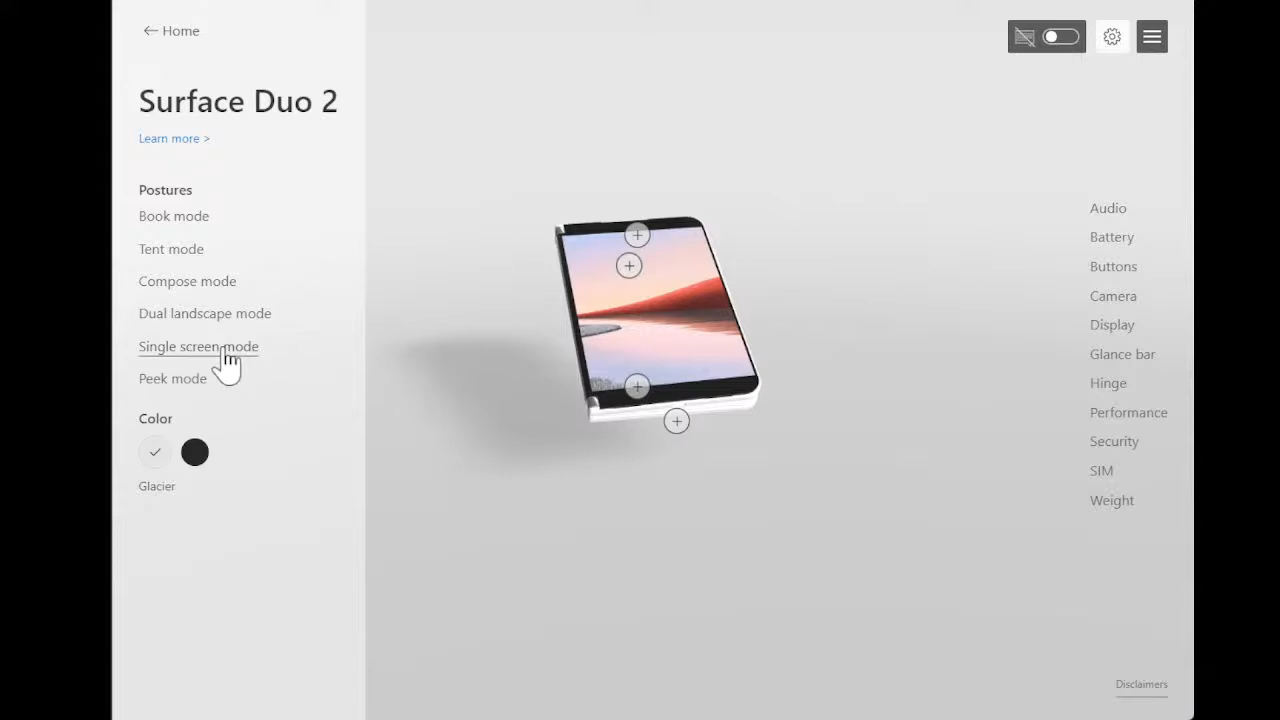 Home
Surface Duo 2
Learn more >
Postures
Book mode
Tent mode
Compose mode
Dual landscape mode
Single screen mode
Peek mode
Color
Glacier
Audio
Battery
Buttons
Camera
Display
Glance bar
Hinge
Performance
Security
SIM
Weight
Disclaimers